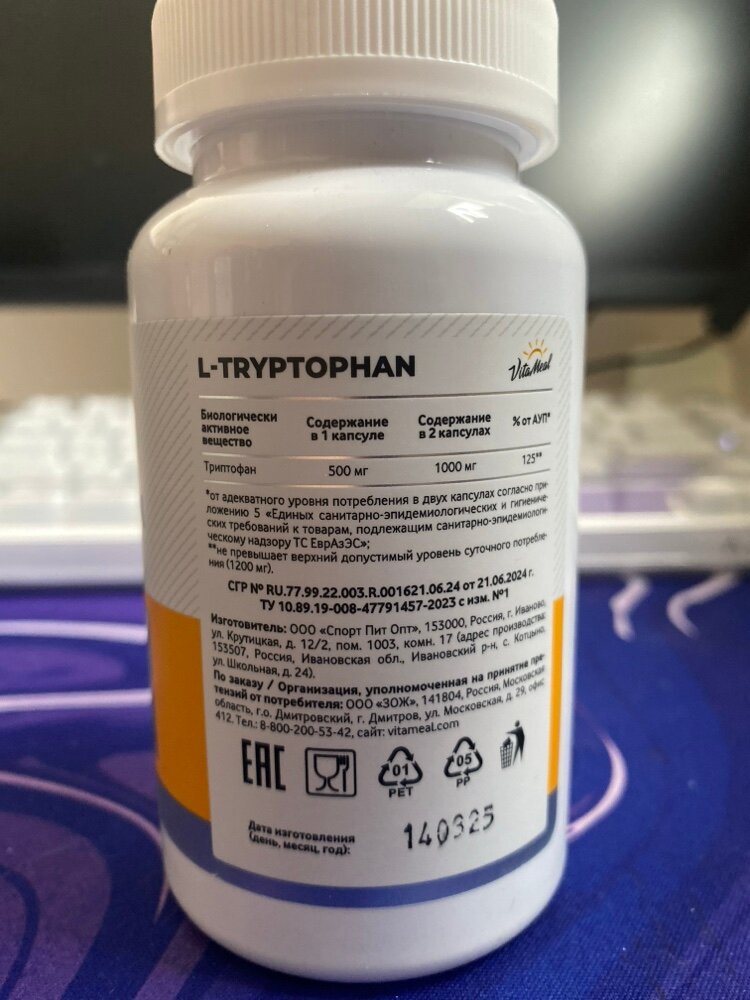 L-TRYPTOPHAN
VitaMeal
Биологически активное вещество
Содержание в 1 капсуле
Содержание в 2 капсулах
% от АУП*
Триптофан 500 мг 1000 мг 125**
*от адекватного уровня потребления в двух капсулах согласно при-
ложению 5 «Единых санитарно-эпидемиологических и гигиениче-
ских требований к товарам, подлежащим санитарно-эпидемиологи-
ческому надзору ТС ЕврАзЭС»;
**не превышает верхний допустимый уровень суточного потребле-
ния (1200 мг).
СГР № RU.77.99.22.003.R.001621.06.24 от 21.06.2024 г.
ТУ 10.89.19-008-47791457-2023 с изм. №1
Изготовитель: ООО «Спорт Пит Опт», 153000, Россия, г. Иваново,
ул. Крутицкая, д. 12/2, пом. 1003, комн. 17 (адрес производства:
153507, Россия, Ивановская обл., Ивановский р-н, с. Котцыно,
ул. Школьная, д. 24).
По заказу / Организация, уполномоченная на принятие пре-
тензий от потребителя: ООО «ЗОЖ», 141804, Россия, Московская
область, г.о. Дмитровский, г. Дмитров, ул. Московская, д. 29, офис
412. Тел.: 8-800-200-53-42, сайт: vitameal.com
EAC
01
PET
05
PP
Дата изготовления
(день, месяц, год):
140325